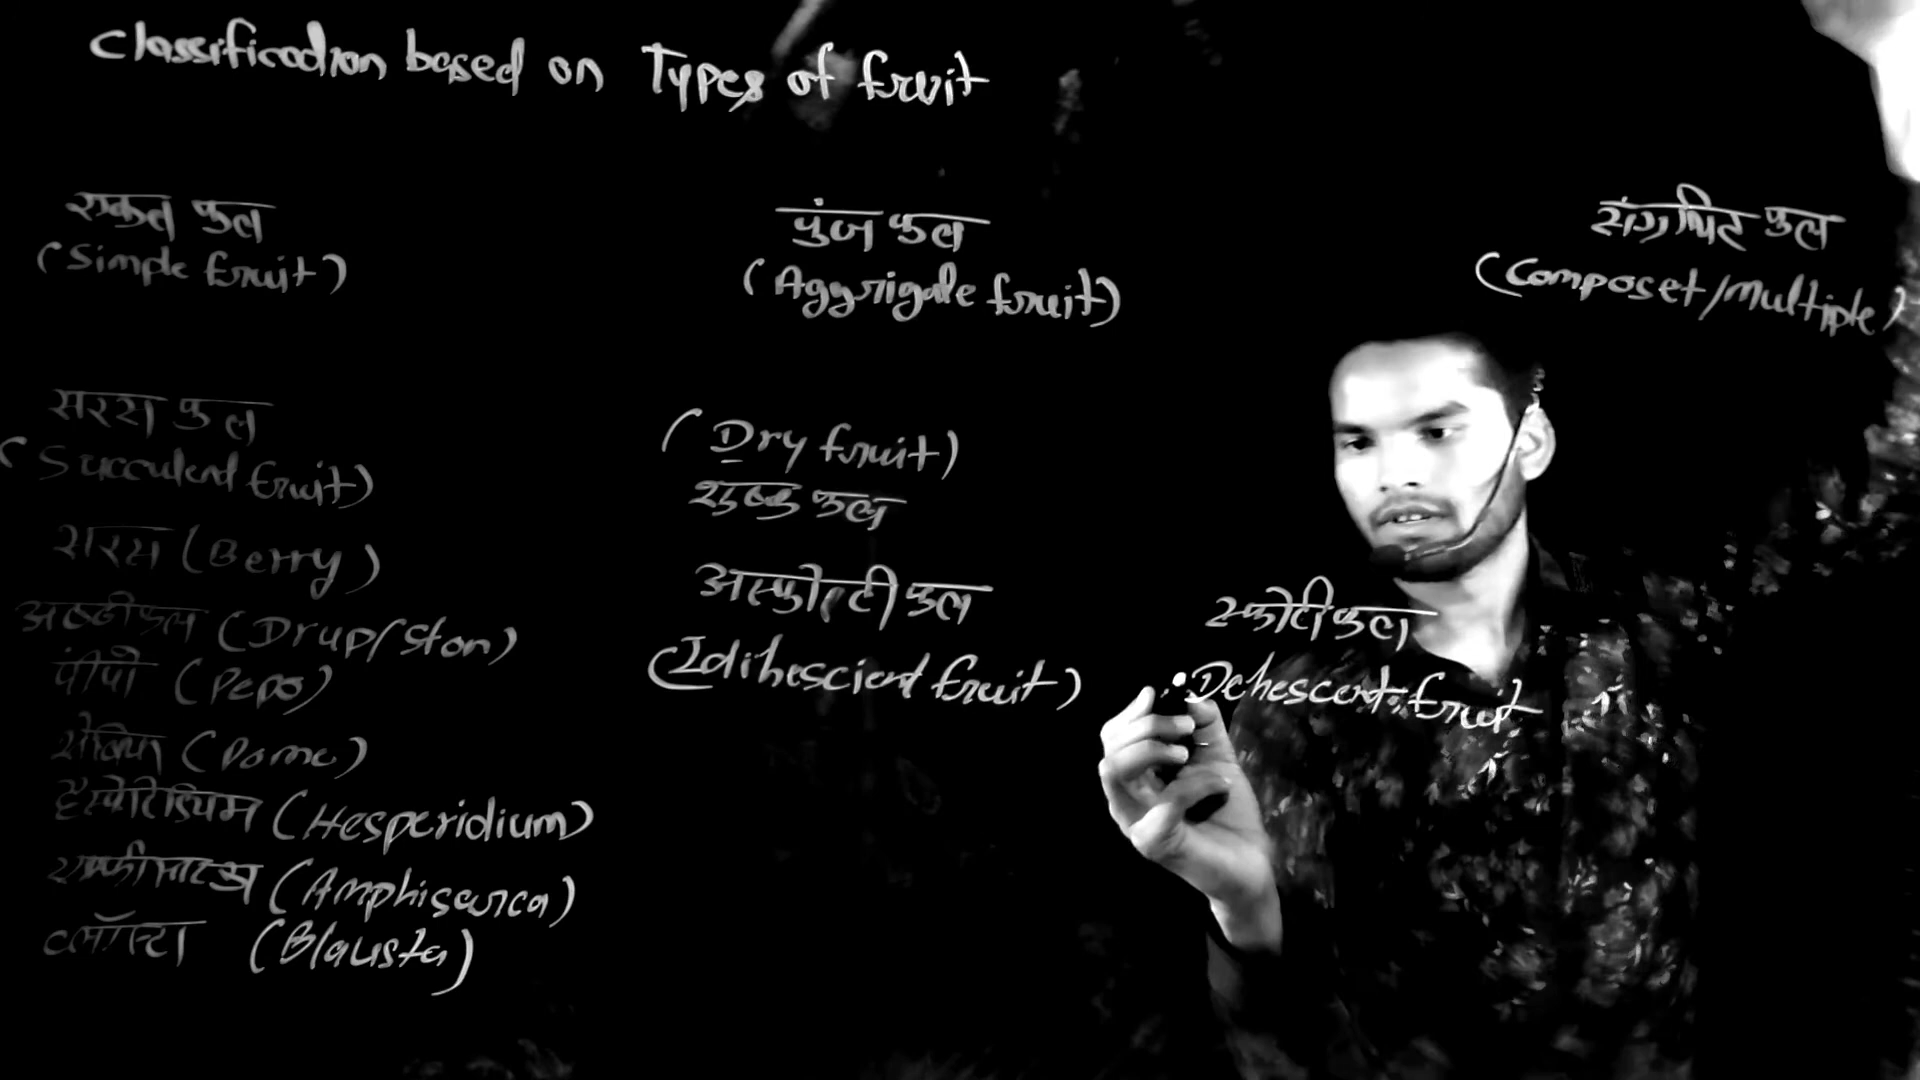 Classification based on Types of fruit
एकल फल
(Simple fruit)
पुंज फल
(Aggrigate fruit)
संग्रथित फल
(Composet/multiple)
सरस फल
(Succulent fruit)
सरस (Berry)
अष्ठीफल (Drup/ston)
पीपो (Pepo)
(Pome)
हेस्पेरिडियम (Hesperidium)
(Amphisarca)
(Blausta)
(Dry fruit)
शुष्क फल
अस्फोटी फल
(Idihescient fruit)
स्फोटी फल
Dehescent fruit